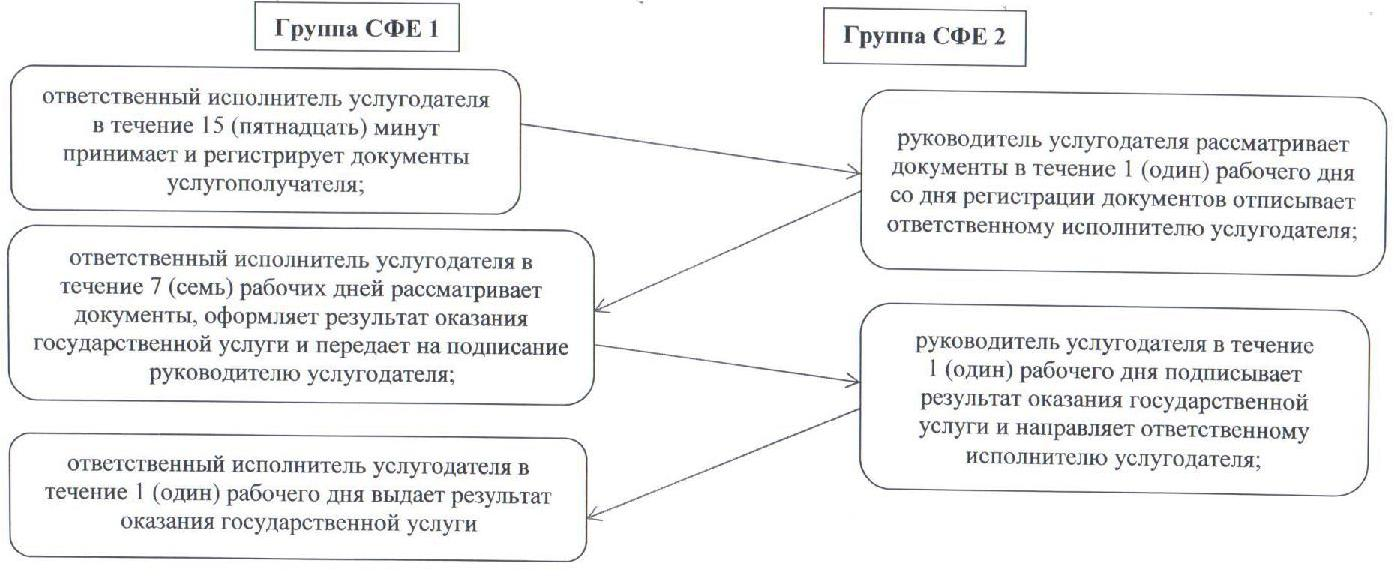 Группа СФЕ 1
Группа СФЕ 2
ответственный исполнитель услугодателя
в течение 15 (пятнадцать) минут
принимает и регистрирует документы
услугополучателя;
руководитель услугодателя рассматривает
документы в течение 1 (один) рабочего дня
со дня регистрации документов отписывает
ответственному исполнителю услугодателя;
ответственный исполнитель услугодателя в
течение 7 (семь) рабочих дней рассматривает
документы, оформляет результат оказания
государственной услуги и передает на подписание
руководителю услугодателя;
руководитель услугодателя в течение
1 (один) рабочего дня подписывает
результат оказания государственной
услуги и направляет ответственному
исполнителю услугодателя;
ответственный исполнитель услугодателя в
течение 1 (один) рабочего дня выдает результат
оказания государственной услуги